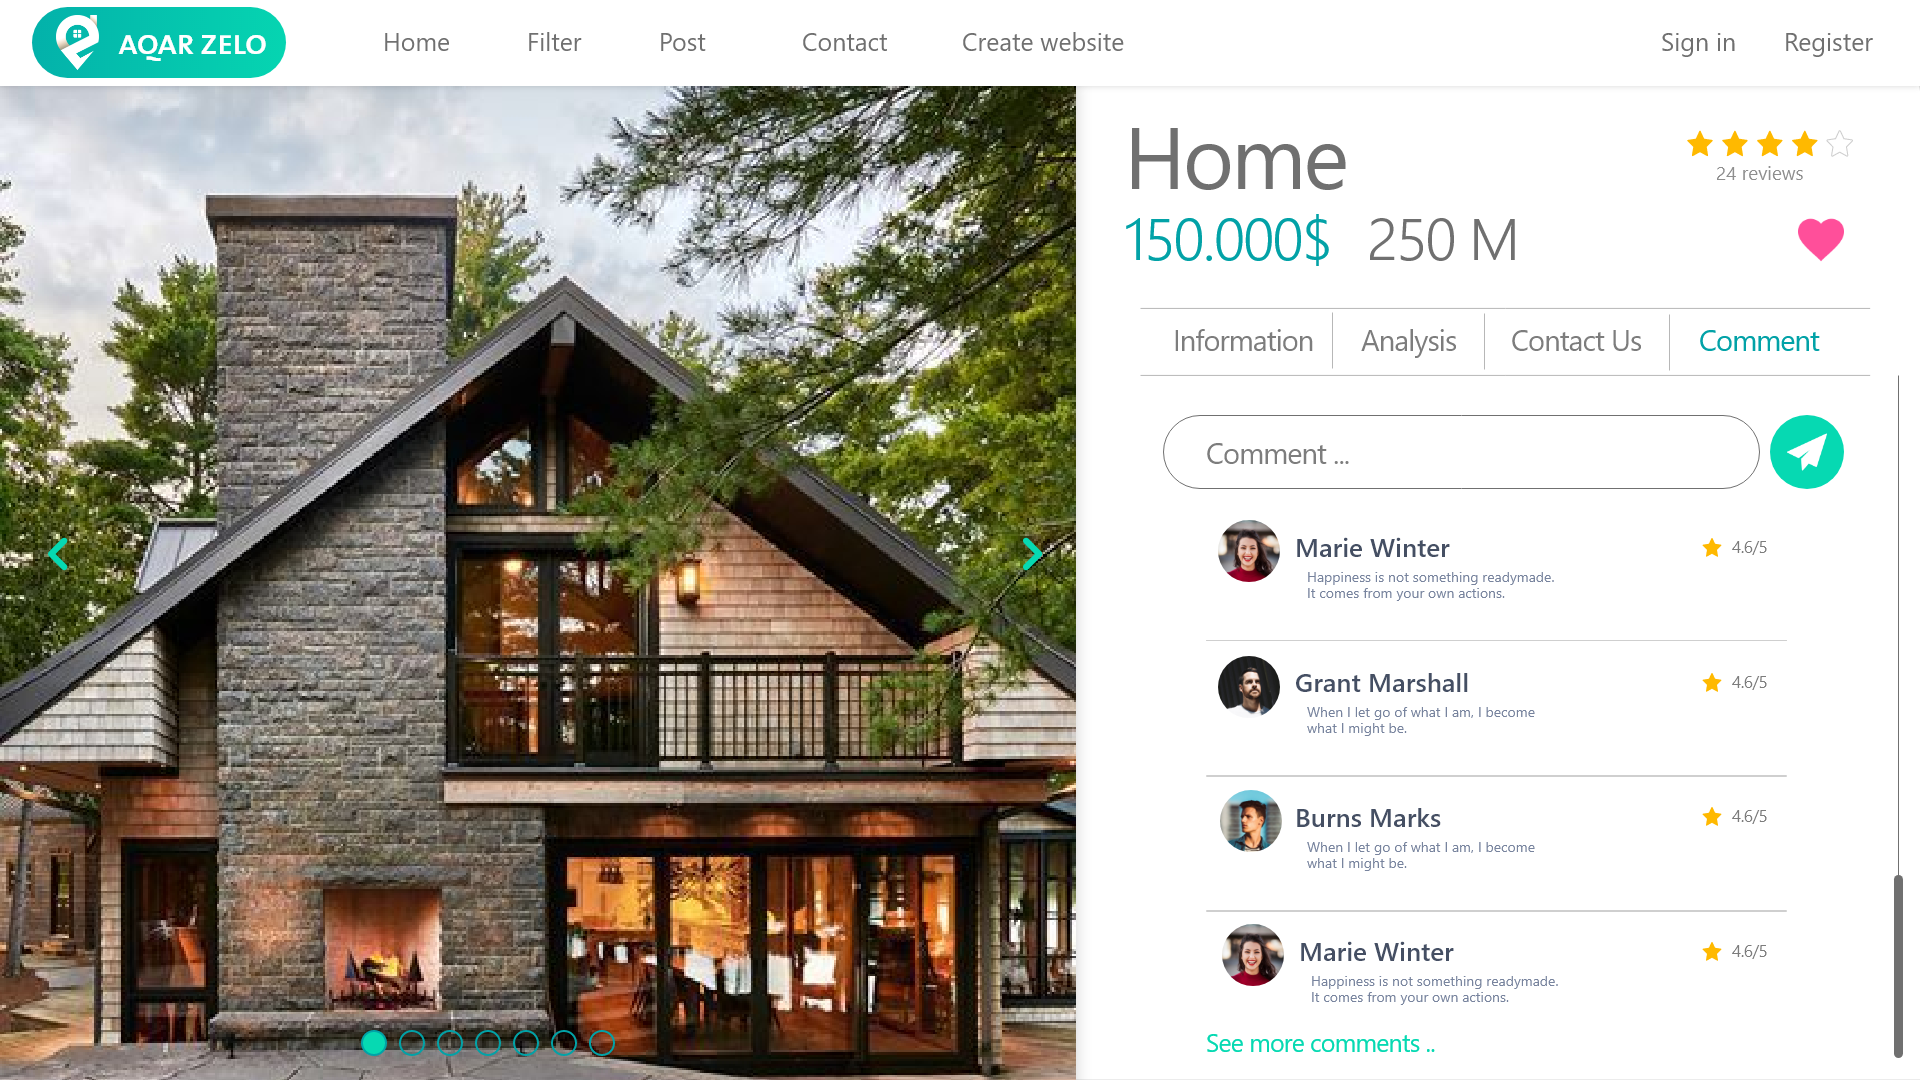 AQAR ZELO
Home
Filter
Post
Contact
Create website
Sign in
Register
Home
24 reviews
150.000$ 250 M
Information
Analysis
Contact Us
Comment
Comment ...
Marie Winter
4.6/5
Happiness is not something readymade.
It comes from your own actions.
Grant Marshall
4.6/5
When I let go of what I am, I become
what I might be.
Burns Marks
4.6/5
When I let go of what I am, I become
what I might be.
Marie Winter
4.6/5
Happiness is not something readymade.
It comes from your own actions.
See more comments ..